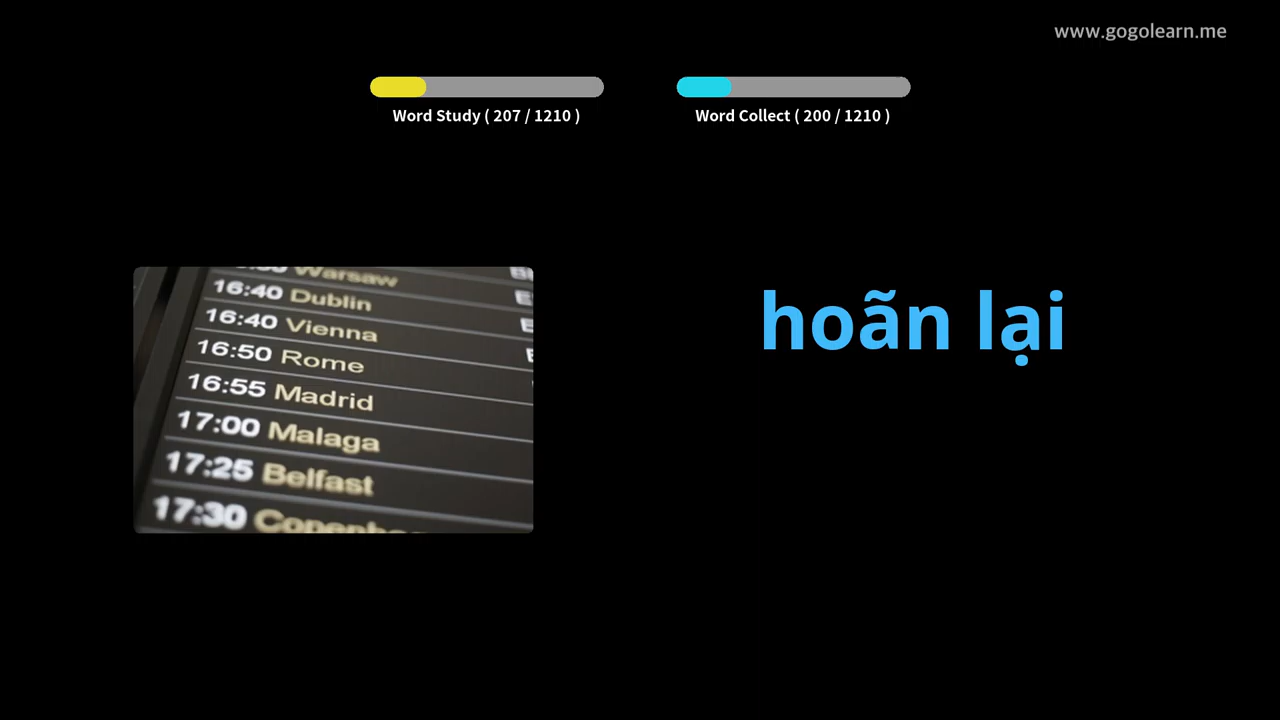 www.gogolearn.me
Word Study ( 207 / 1210 )
Word Collect ( 200 / 1210 )
hoãn lại
Warsaw
16:40 Dublin
16:40 Vienna
16:50 Rome
16:55 Madrid
17:00 Malaga
17:25 Belfast
17:30